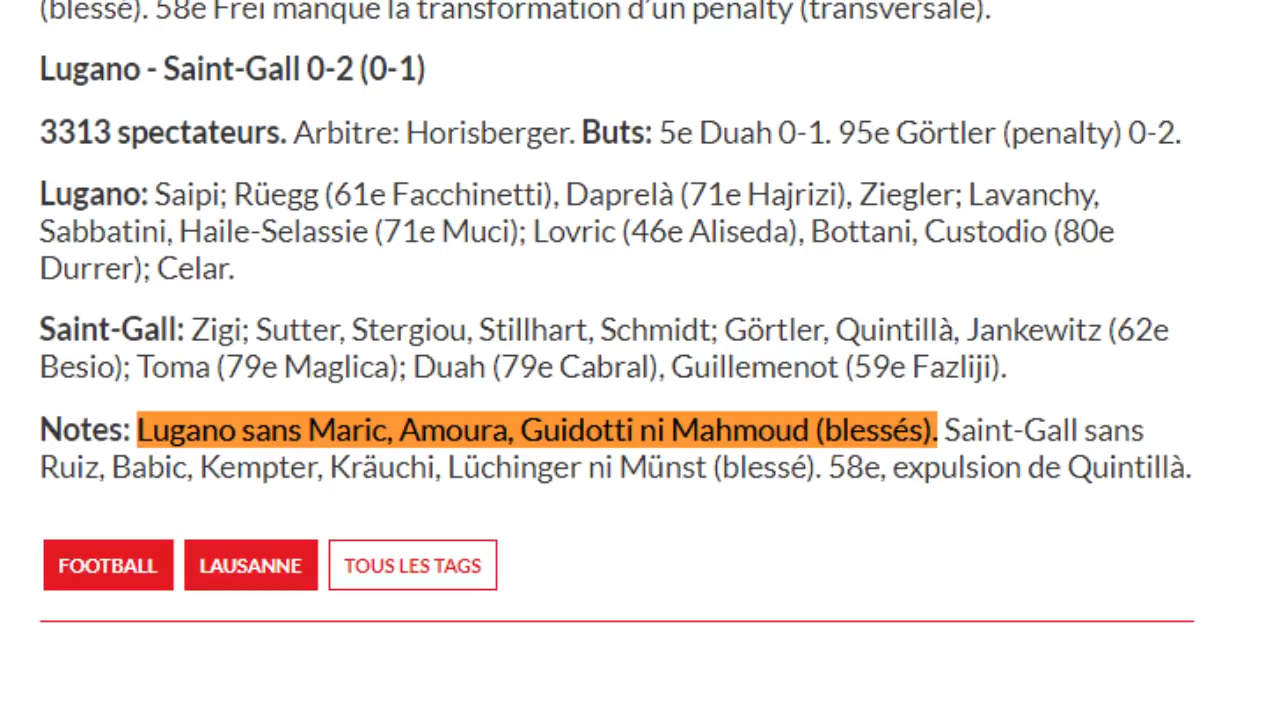 (blessé). 58e Frei manque la transformation d'un penalty (transversale).
Lugano - Saint-Gall 0-2 (0-1)
3313 spectateurs. Arbitre: Horisberger. Buts: 5e Duah 0-1. 95e Görtler (penalty) 0-2.
Lugano: Saipi; Rüegg (61e Facchinetti), Daprelà (71e Hajrizi), Ziegler; Lavanchy,
Sabbatini, Haile-Selassie (71e Muci); Lovric (46e Aliseda), Bottani, Custodio (80e
Durrer); Celar.
Saint-Gall: Zigi; Sutter, Stergiou, Stillhart, Schmidt; Görtler, Quintillà, Jankewitz (62e
Besio); Toma (79e Maglica); Duah (79e Cabral), Guillemenot (59e Fazliji).
Notes: Lugano sans Maric, Amoura, Guidotti ni Mahmoud (blessés). Saint-Gall sans
Ruiz, Babic, Kempter, Kräuchi, Lüchinger ni Münst (blessé). 58e, expulsion de Quintillà.
FOOTBALL LAUSANNE TOUS LES TAGS